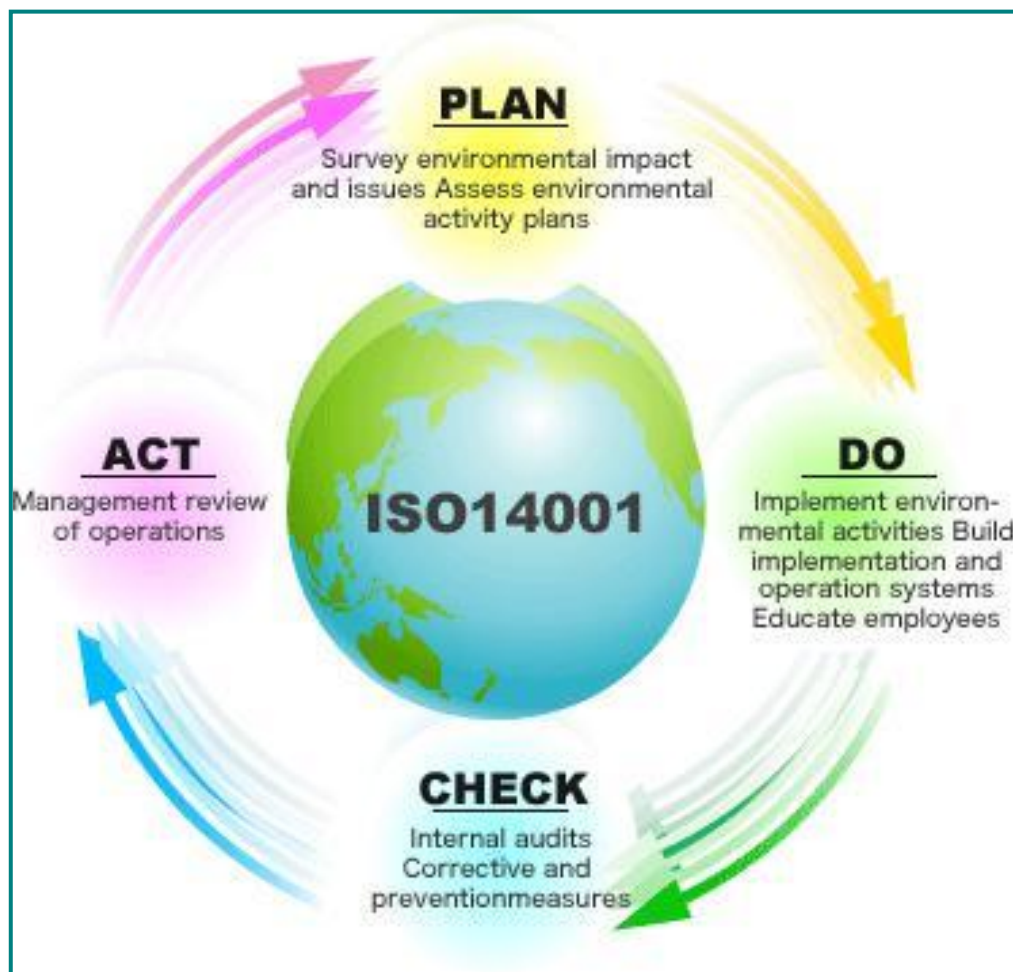 PLAN
Survey environmental impact
and issues Assess environmental
activity plans
ACT
Management review
of operations
ISO14001
DO
Implement environ-
mental activities Build
implementation and
operation systems
Educate employees
CHECK
Internal audits
Corrective and
preventionmeasures